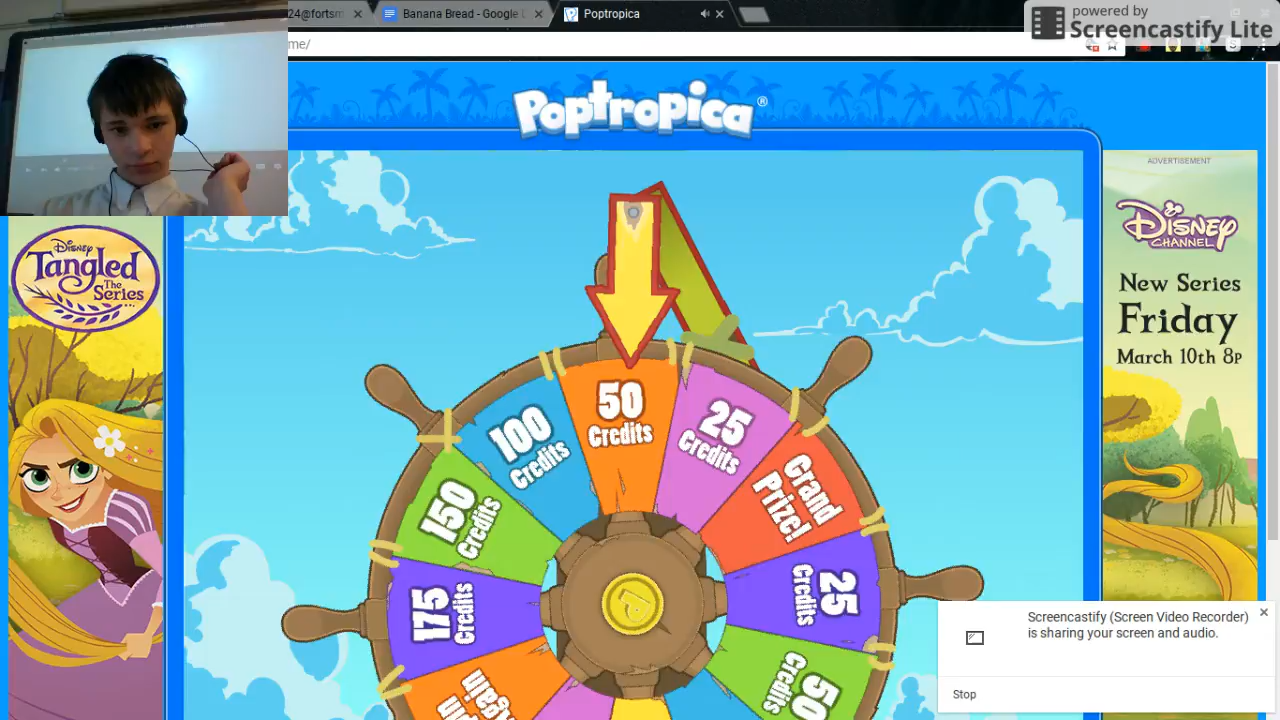 24@fortsm
Banana Bread - Google
Poptropica
powered by
Screencastify Lite
me/
Poptropica®
ADVERTISEMENT
Disney
Tangled
The
Series
Disney
CHANNEL
New Series
Friday
March 10th 8P
50
Credits
100
Credits
25
Credits
150
Credits
Grand
Prize!
175
Credits
25
Credits
50
Screencastify (Screen Video Recorder)
is sharing your screen and audio.
Stop